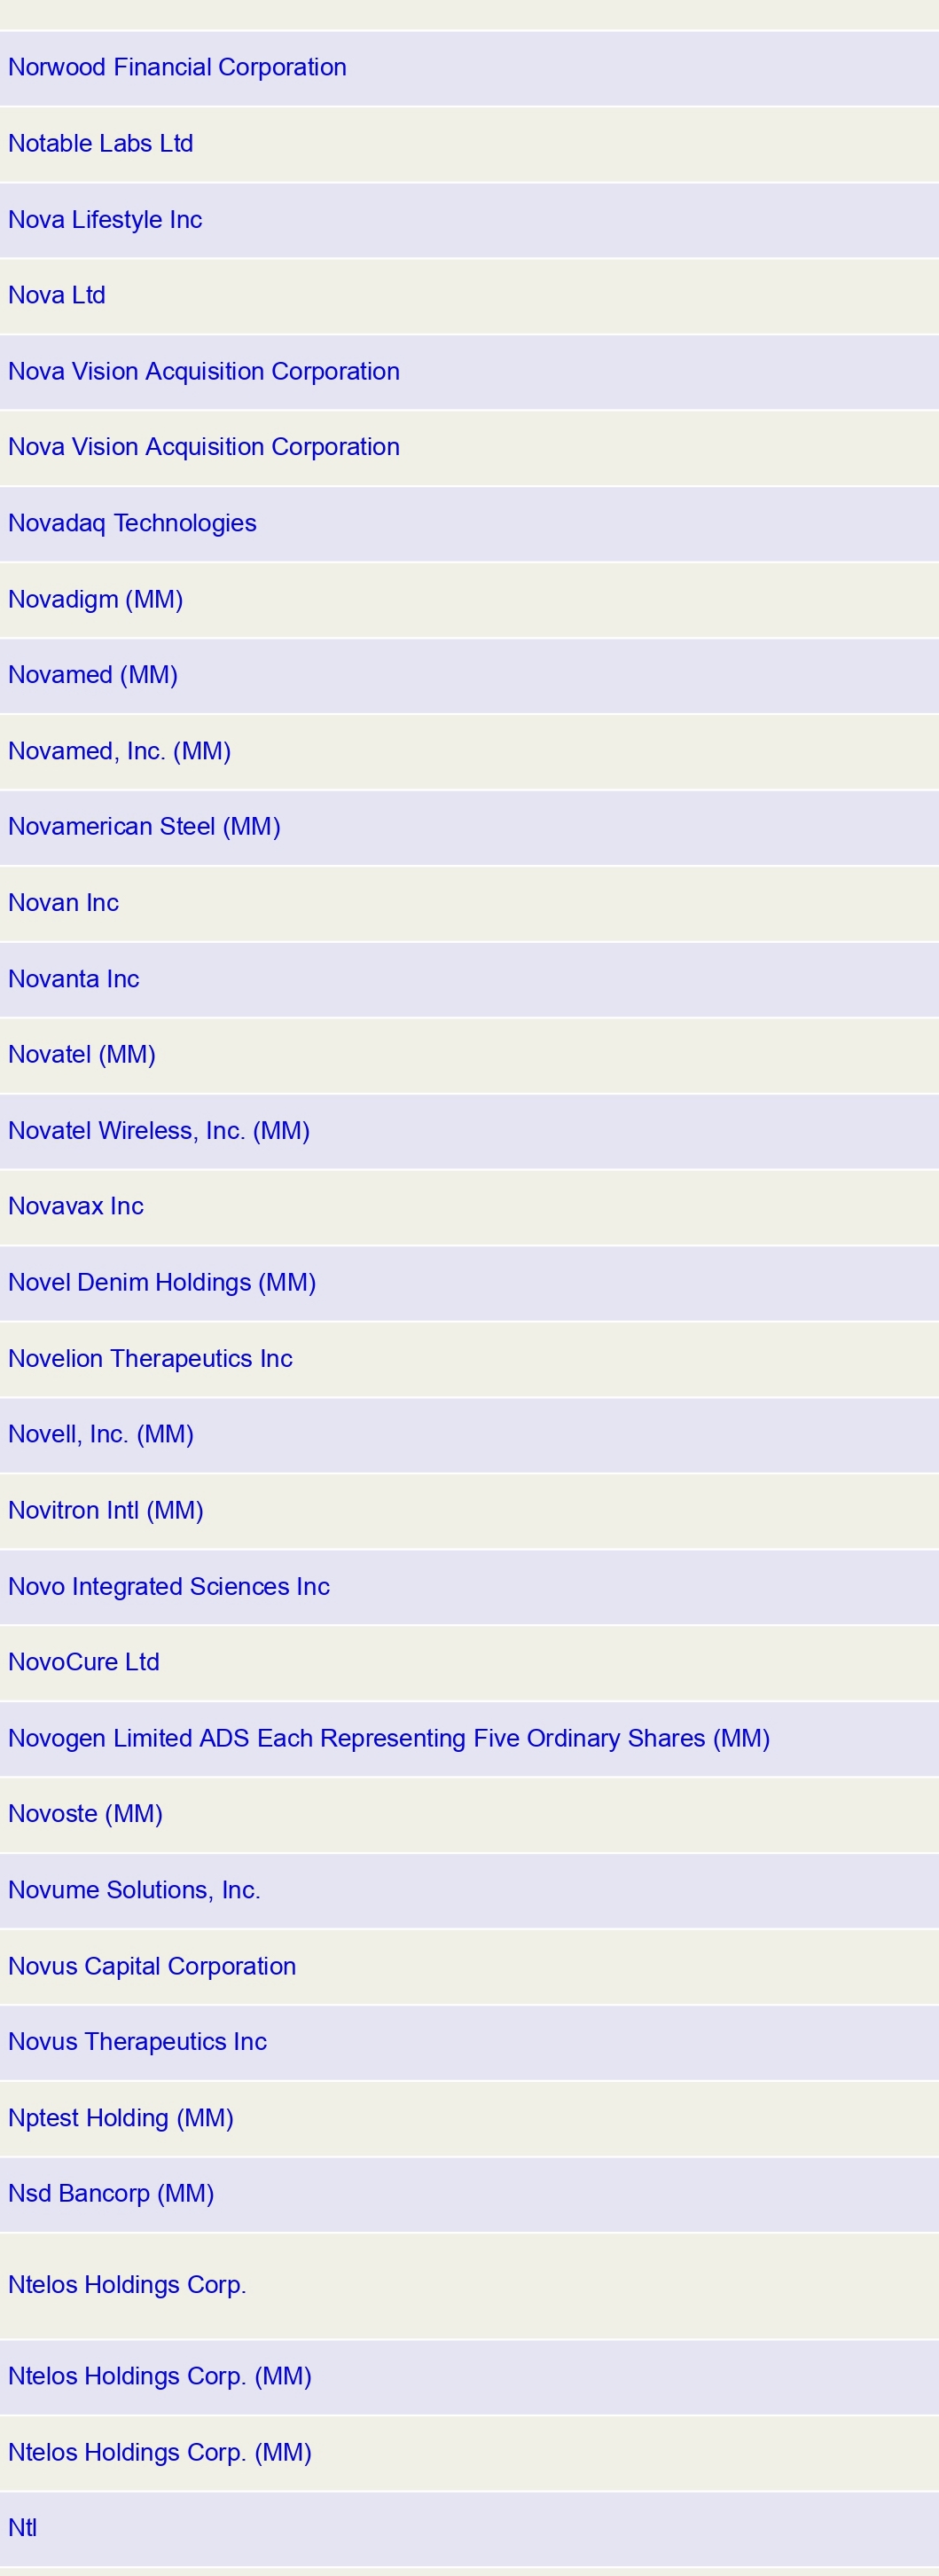 Norwood Financial Corporation
Notable Labs Ltd
Nova Lifestyle Inc
Nova Ltd
Nova Vision Acquisition Corporation
Nova Vision Acquisition Corporation
Novadaq Technologies
Novadigm (MM)
Novamed (MM)
Novamed, Inc. (MM)
Novamerican Steel (MM)
Novan Inc
Novanta Inc
Novatel (MM)
Novatel Wireless, Inc. (MM)
Novavax Inc
Novel Denim Holdings (MM)
Novelion Therapeutics Inc
Novell, Inc. (MM)
Novitron Intl (MM)
Novo Integrated Sciences Inc
NovoCure Ltd
Novogen Limited ADS Each Representing Five Ordinary Shares (MM)
Novoste (MM)
Novume Solutions, Inc.
Novus Capital Corporation
Novus Therapeutics Inc
Nptest Holding (MM)
Nsd Bancorp (MM)
Ntelos Holdings Corp.
Ntelos Holdings Corp. (MM)
Ntelos Holdings Corp. (MM)
Ntl